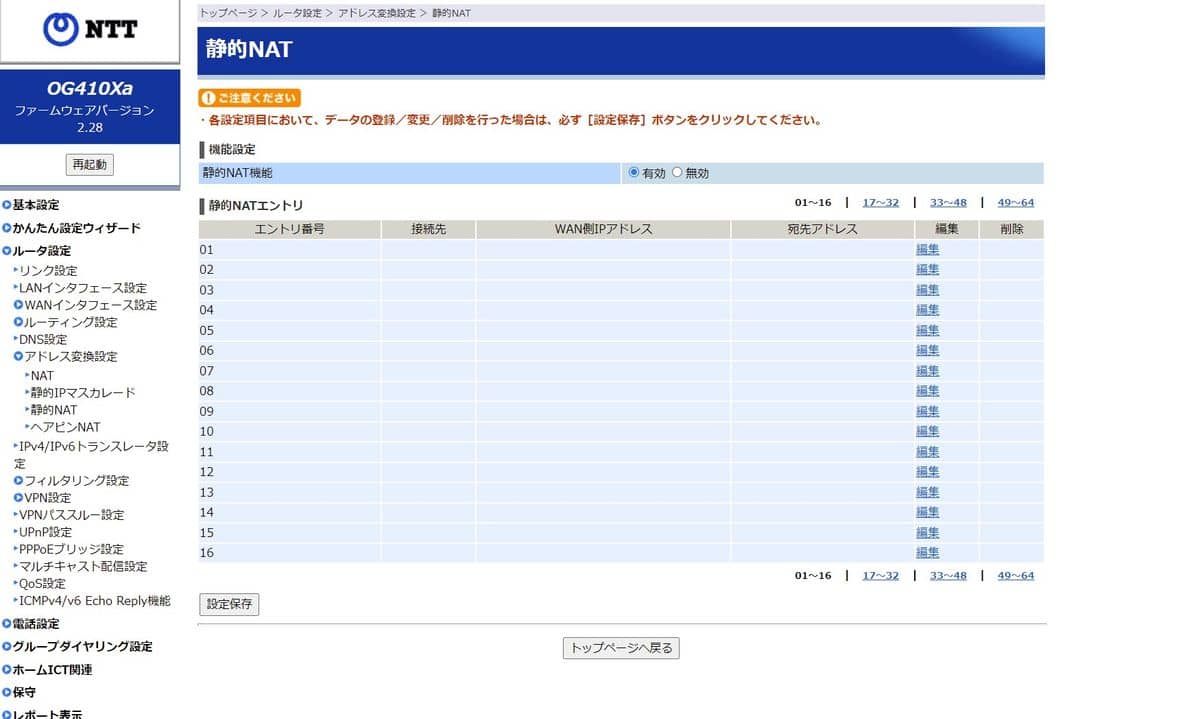 NTT
OG410Xa
ファームウェアバージョン
2.28
再起動
基本設定
かんたん設定ウィザード
ルータ設定
リンク設定
LANインタフェース設定
WANインタフェース設定
ルーティング設定
DNS設定
アドレス変換設定
NAT
静的IPマスカレード
静的NAT
ヘアピンNAT
IPv4/IPv6トランスレータ設
定
フィルタリング設定
VPN設定
VPNパススルー設定
UPnP設定
PPPoEブリッジ設定
マルチキャスト配信設定
QoS設定
ICMPv4/v6 Echo Reply機能
電話設定
グループダイヤリング設定
ホームICT関連
保守
レポート表示
トップページ > ルータ設定 > アドレス変換設定 > 静的NAT
静的NAT
ご注意ください
・各設定項目において、データの登録／変更／削除を行った場合は、必ず［設定保存］ボタンをクリックしてください。
機能設定
静的NAT機能 有効 無効
静的NATエントリ 01～16 | 17～32 | 33～48 | 49～64
エントリ番号 接続先 WAN側IPアドレス 宛先アドレス 編集 削除
01 編集
02 編集
03 編集
04 編集
05 編集
06 編集
07 編集
08 編集
09 編集
10 編集
11 編集
12 編集
13 編集
14 編集
15 編集
16 編集
01～16 | 17～32 | 33～48 | 49～64
設定保存
トップページへ戻る